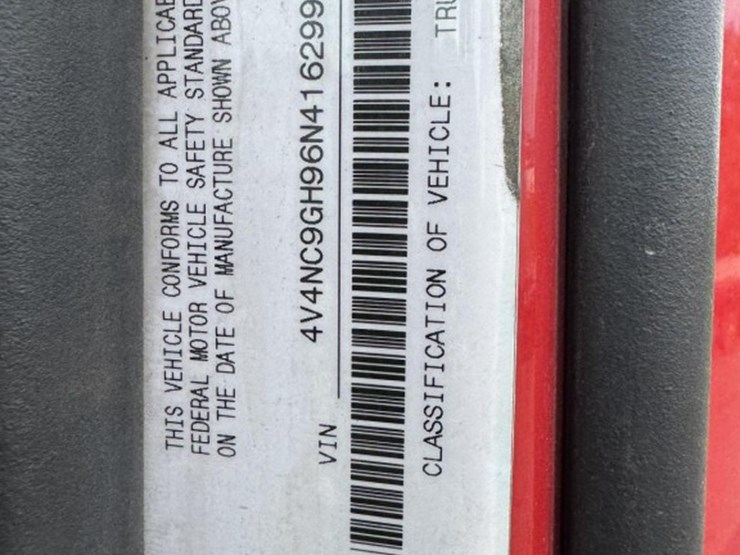 THIS VEHICLE CONFORMS TO ALL APPLICAB
FEDERAL MOTOR VEHICLE SAFETY STANDARD
ON THE DATE OF MANUFACTURE SHOWN ABOV
VIN 4V4NC9GH96N416299
CLASSIFICATION OF VEHICLE: TRU